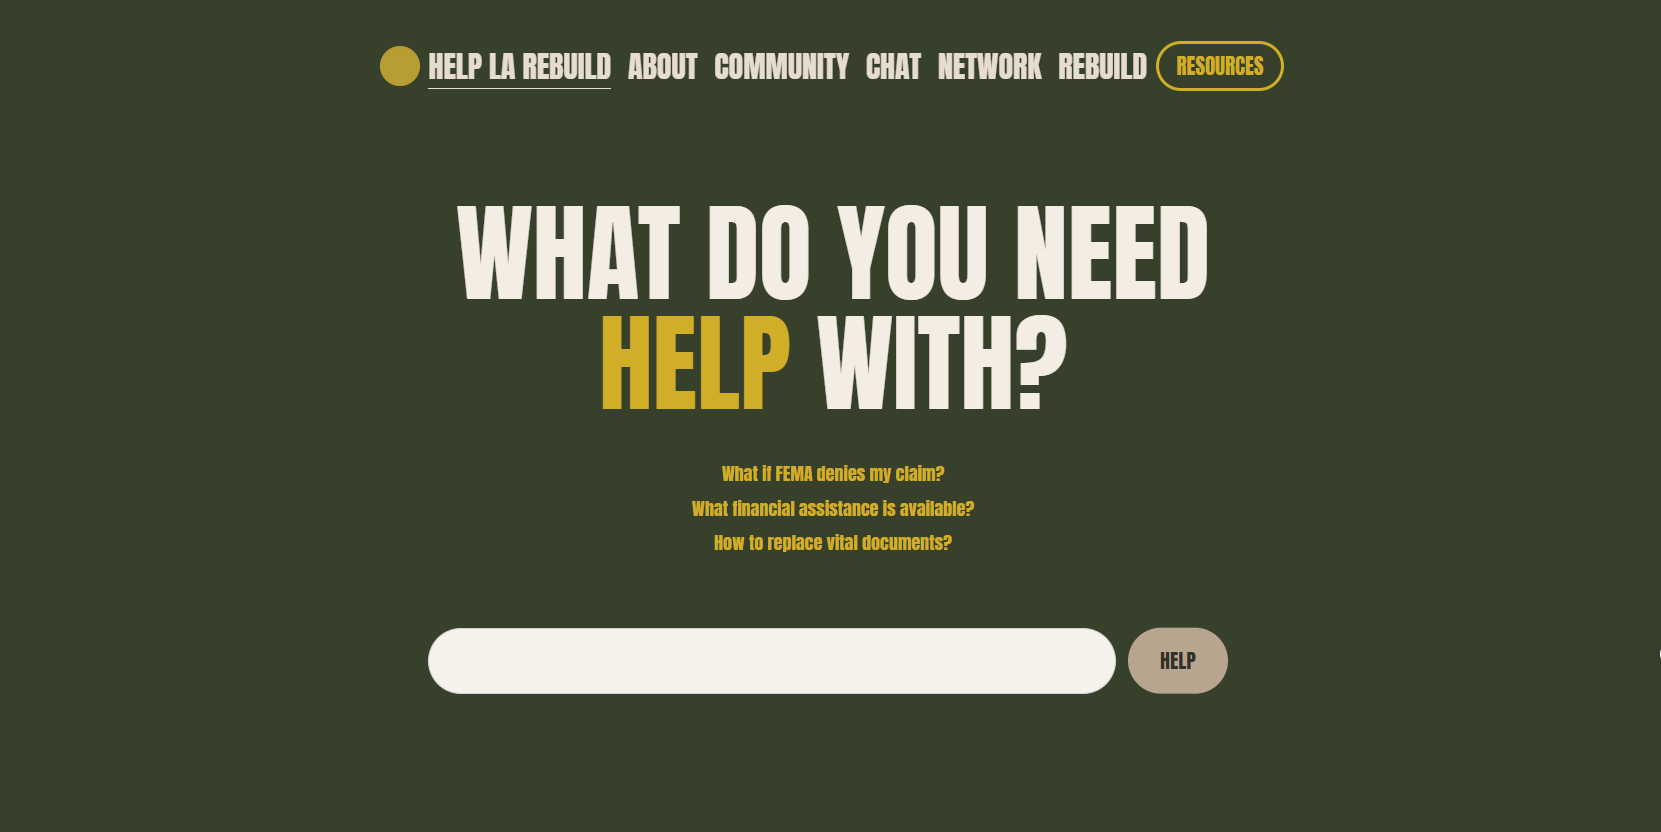 HELP LA REBUILD ABOUT COMMUNITY CHAT NETWORK REBUILD RESOURCES
WHAT DO YOU NEED
HELP WITH?
What if FEMA denies my claim?
What financial assistance is available?
How to replace vital documents?
HELP